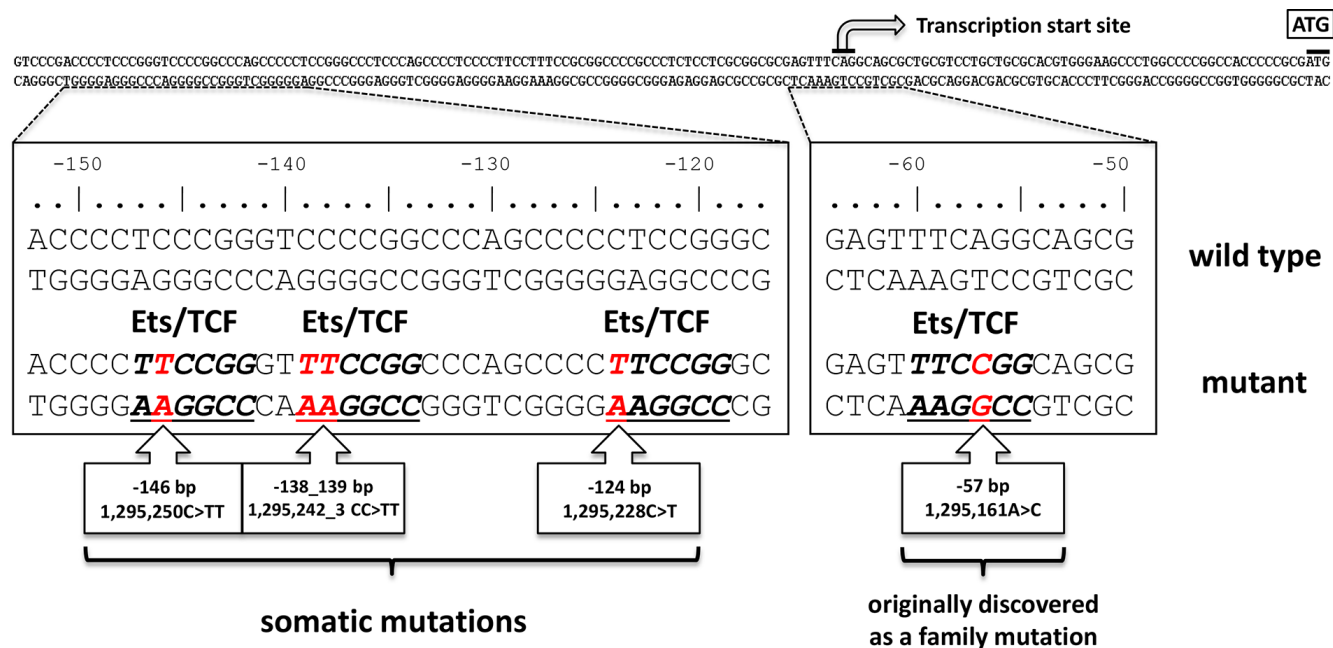 Transcription start site
ATG
GTCCCGACCCCTCCCGGGTCCCCGGCCCAGCCCCCTCCGGGCCCTCCCAGCCCCTCCCCTTCCTTTCCGCGGCCCCGCCCTCTCCTCGCGGCGCGAGTTTCAGGCAGCGCTGCGTCCTGCTGCGCACGTGGGAAGCCCTGGCCCCGGCCACCCCCGCGATG
CAGGGCTGGGGAGGGCCCAGGGGCCGGGTCGGGGGAGGCCCGGGAGGGTCGGGGAGGGGAAGGAAAGGCGCCGGGGCGGGAGAGGAGCGCCGCGCTCAAAGTCCGTCGCGACGCAGGACGACGCGTGCACCCTTCGGGACCGGGGCCGGTGGGGGCGCTAC
-150 -140 -130 -120 -60 -50
ACCCCTCCCGGGTCCCCGGCCCAGCCCCCTCCGGGC GAGTTTCAGGCAGCG
wild type
TGGGGAGGGCCCAGGGGCCGGGTCGGGGGAGGCCCG CTCAAAGTCCGTCGC
Ets/TCF Ets/TCF Ets/TCF Ets/TCF
ACCCCTTCCGGGTTTCCGGCCCAGCCCCTTCCGGGC GAGTTTCCGGCAGCG
mutant
TGGGGAAGGCCCAAAGGCCGGGTCGGGGAAGGCCCG CTCAAAGGCCGTCGC
-146 bp
1,295,250C>TT
-138_139 bp
1,295,242_3 CC>TT
-124 bp
1,295,228C>T
-57 bp
1,295,161A>C
somatic mutations
originally discovered
as a family mutation